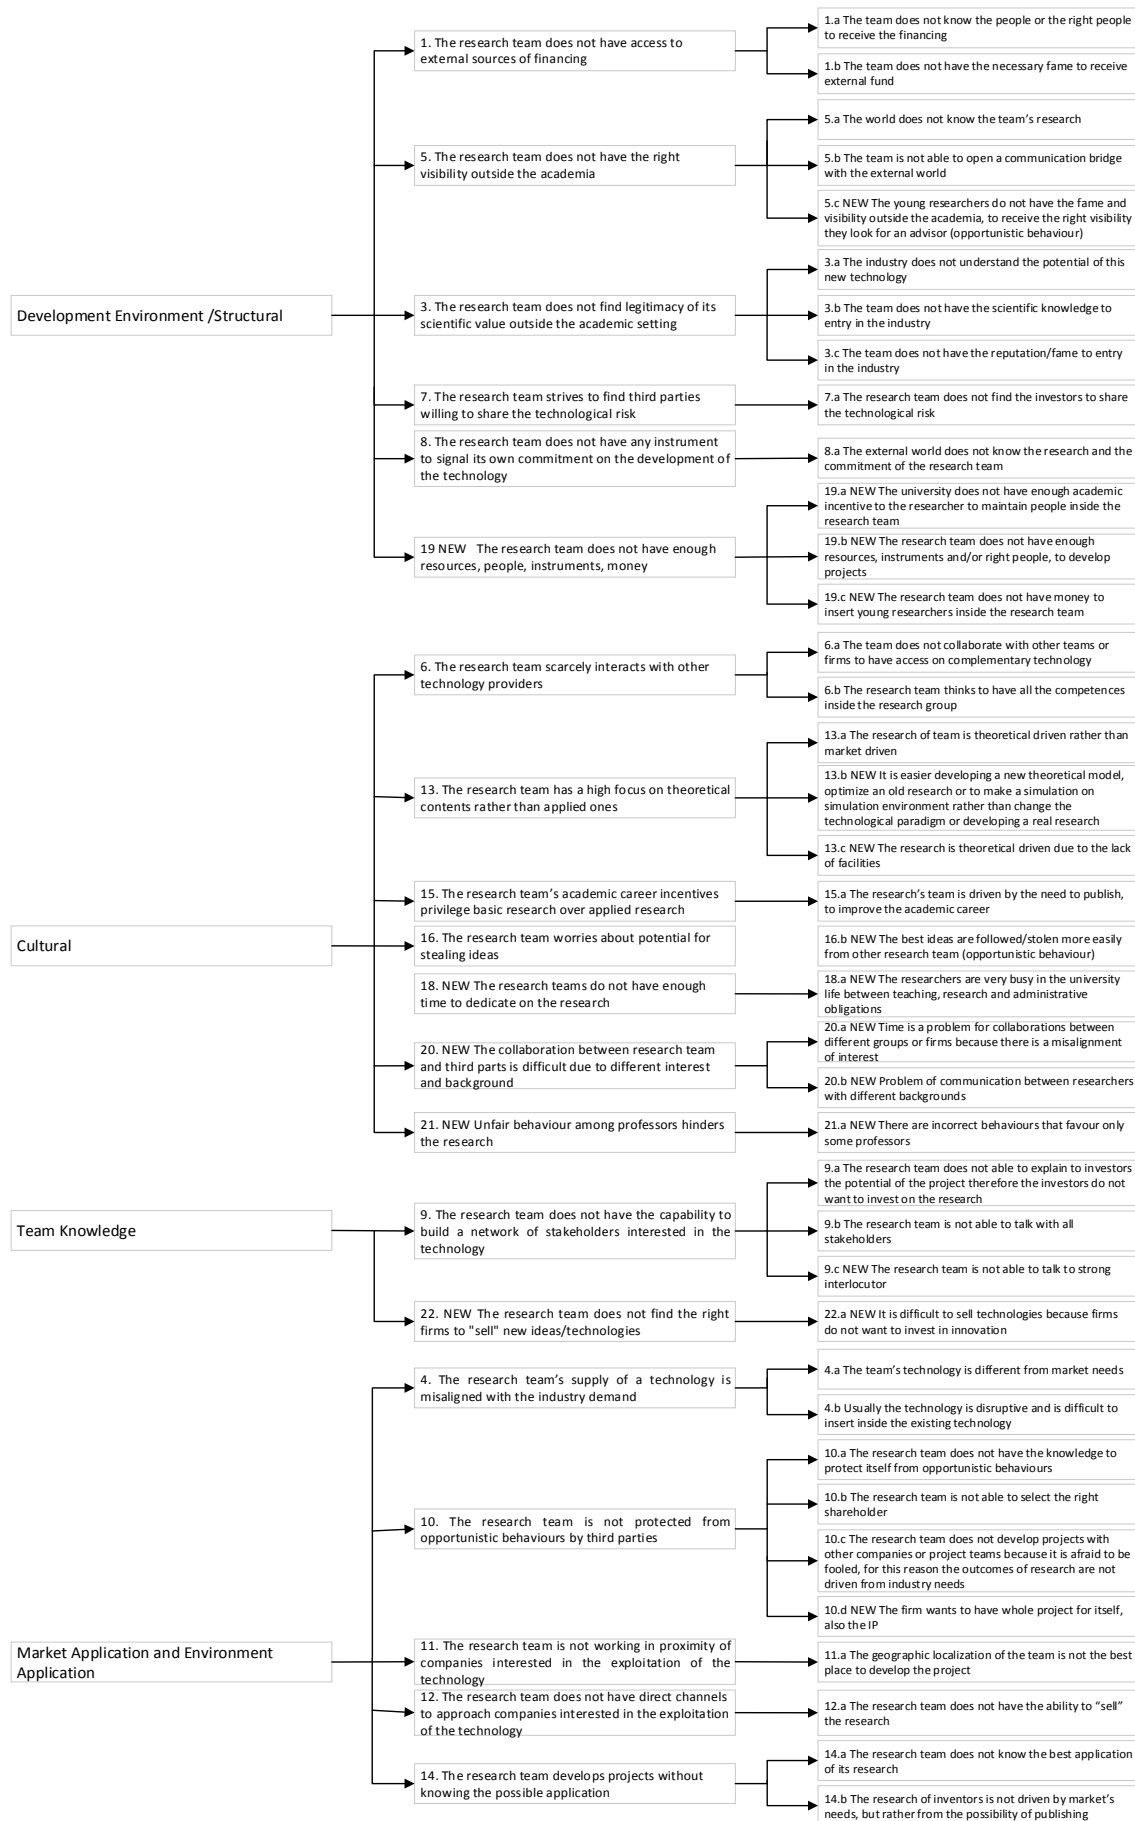 Development Environment /Structural
1. The research team does not have access to
external sources of financing
1.a The team does not know the people or the right people
to receive the financing
1.b The team does not have the necessary fame to receive
external fund
5. The research team does not have the right
visibility outside the academia
5.a The world does not know the team’s research
5.b The team is not able to open a communication bridge
with the external world
5.c NEW The young researchers do not have the fame and
visibility outside the academia, to receive the right visibility
they look for an advisor (opportunistic behaviour)
3. The research team does not find legitimacy of its
scientific value outside the academic setting
3.a The industry does not understand the potential of this
new technology
3.b The team does not have the scientific knowledge to
entry in the industry
3.c The team does not have the reputation/fame to entry
in the industry
7. The research team strives to find third parties
willing to share the technological risk
7.a The research team does not find the investors to share
the technological risk
8. The research team does not have any instrument
to signal its own commitment on the development of
the technology
8.a The external world does not know the research and the
commitment of the research team
19 NEW The research team does not have enough
resources, people, instruments, money
19.a NEW The university does not have enough academic
incentive to the researcher to maintain people inside the
research team
19.b NEW The research team does not have enough
resources, instruments and/or right people, to develop
projects
19.c NEW The research team does not have money to
insert young researchers inside the research team
Cultural
6. The research team scarcely interacts with other
technology providers
6.a The team does not collaborate with other teams or
firms to have access on complementary technology
6.b The research team thinks to have all the competences
inside the research group
13. The research team has a high focus on theoretical
contents rather than applied ones
13.a The research of team is theoretical driven rather than
market driven
13.b NEW It is easier developing a new theoretical model,
optimize an old research or to make a simulation on
simulation environment rather than change the
technological paradigm or developing a real research
13.c NEW The research is theoretical driven due to the lack
of facilities
15. The research team’s academic career incentives
privilege basic research over applied research
15.a The research’s team is driven by the need to publish,
to improve the academic career
16. The research team worries about potential for
stealing ideas
16.b NEW The best ideas are followed/stolen more easily
from other research team (opportunistic behaviour)
18. NEW The research teams do not have enough
time to dedicate on the research
18.a NEW The researchers are very busy in the university
life between teaching, research and administrative
obligations
20. NEW The collaboration between research team
and third parts is difficult due to different interest
and background
20.a NEW Time is a problem for collaborations between
different groups or firms because there is a misalignment
of interest
20.b NEW Problem of communication between researchers
with different backgrounds
21. NEW Unfair behaviour among professors hinders
the research
21.a NEW There are incorrect behaviours that favour only
some professors
Team Knowledge
9. The research team does not have the capability to
build a network of stakeholders interested in the
technology
9.a The research team does not able to explain to investors
the potential of the project therefore the investors do not
want to invest on the research
9.b The research team is not able to talk with all
stakeholders
9.c NEW The research team is not able to talk to strong
interlocutor
22. NEW The research team does not find the right
firms to "sell" new ideas/technologies
22.a NEW It is difficult to sell technologies because firms
do not want to invest in innovation
Market Application and Environment
Application
4. The research team’s supply of a technology is
misaligned with the industry demand
4.a The team’s technology is different from market needs
4.b Usually the technology is disruptive and is difficult to
insert inside the existing technology
10. The research team is not protected from
opportunistic behaviours by third parties
10.a The research team does not have the knowledge to
protect itself from opportunistic behaviours
10.b The research team is not able to select the right
shareholder
10.c The research team does not develop projects with
other companies or project teams because it is afraid to be
fooled, for this reason the outcomes of research are not
driven from industry needs
10.d NEW The firm wants to have whole project for itself,
also the IP
11. The research team is not working in proximity of
companies interested in the exploitation of the
technology
11.a The geographic localization of the team is not the best
place to develop the project
12. The research team does not have direct channels
to approach companies interested in the exploitation
of the technology
12.a The research team does not have the ability to “sell”
the research
14. The research team develops projects without
knowing the possible application
14.a The research team does not know the best application
of its research
14.b The research of inventors is not driven by market’s
needs, but rather from the possibility of publishing